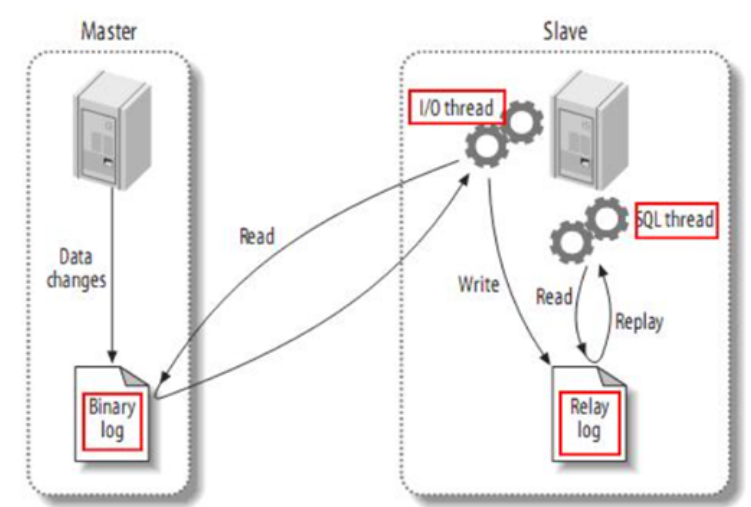 Master
Slave
I/O thread
SQL thread
Read
Data
changes
Write
Read
Replay
Binary
log
Relay
log